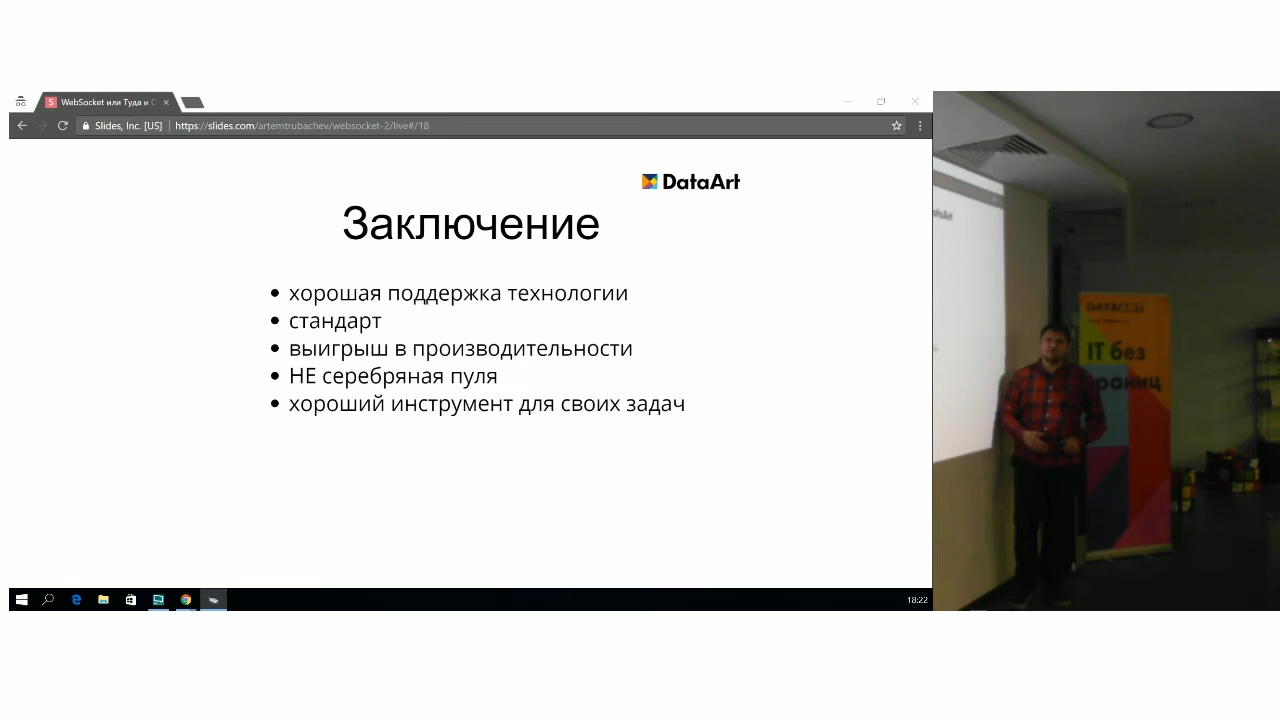 WebSocket или Туда и С
Slides, Inc. [US]
https://slides.com/artemtrubachev/websocket-2/live#/18
DataArt
Заключение
хорошая поддержка технологии
стандарт
выигрыш в производительности
НЕ серебряная пуля
хороший инструмент для своих задач
18:22
DATAART
IT без
раниц